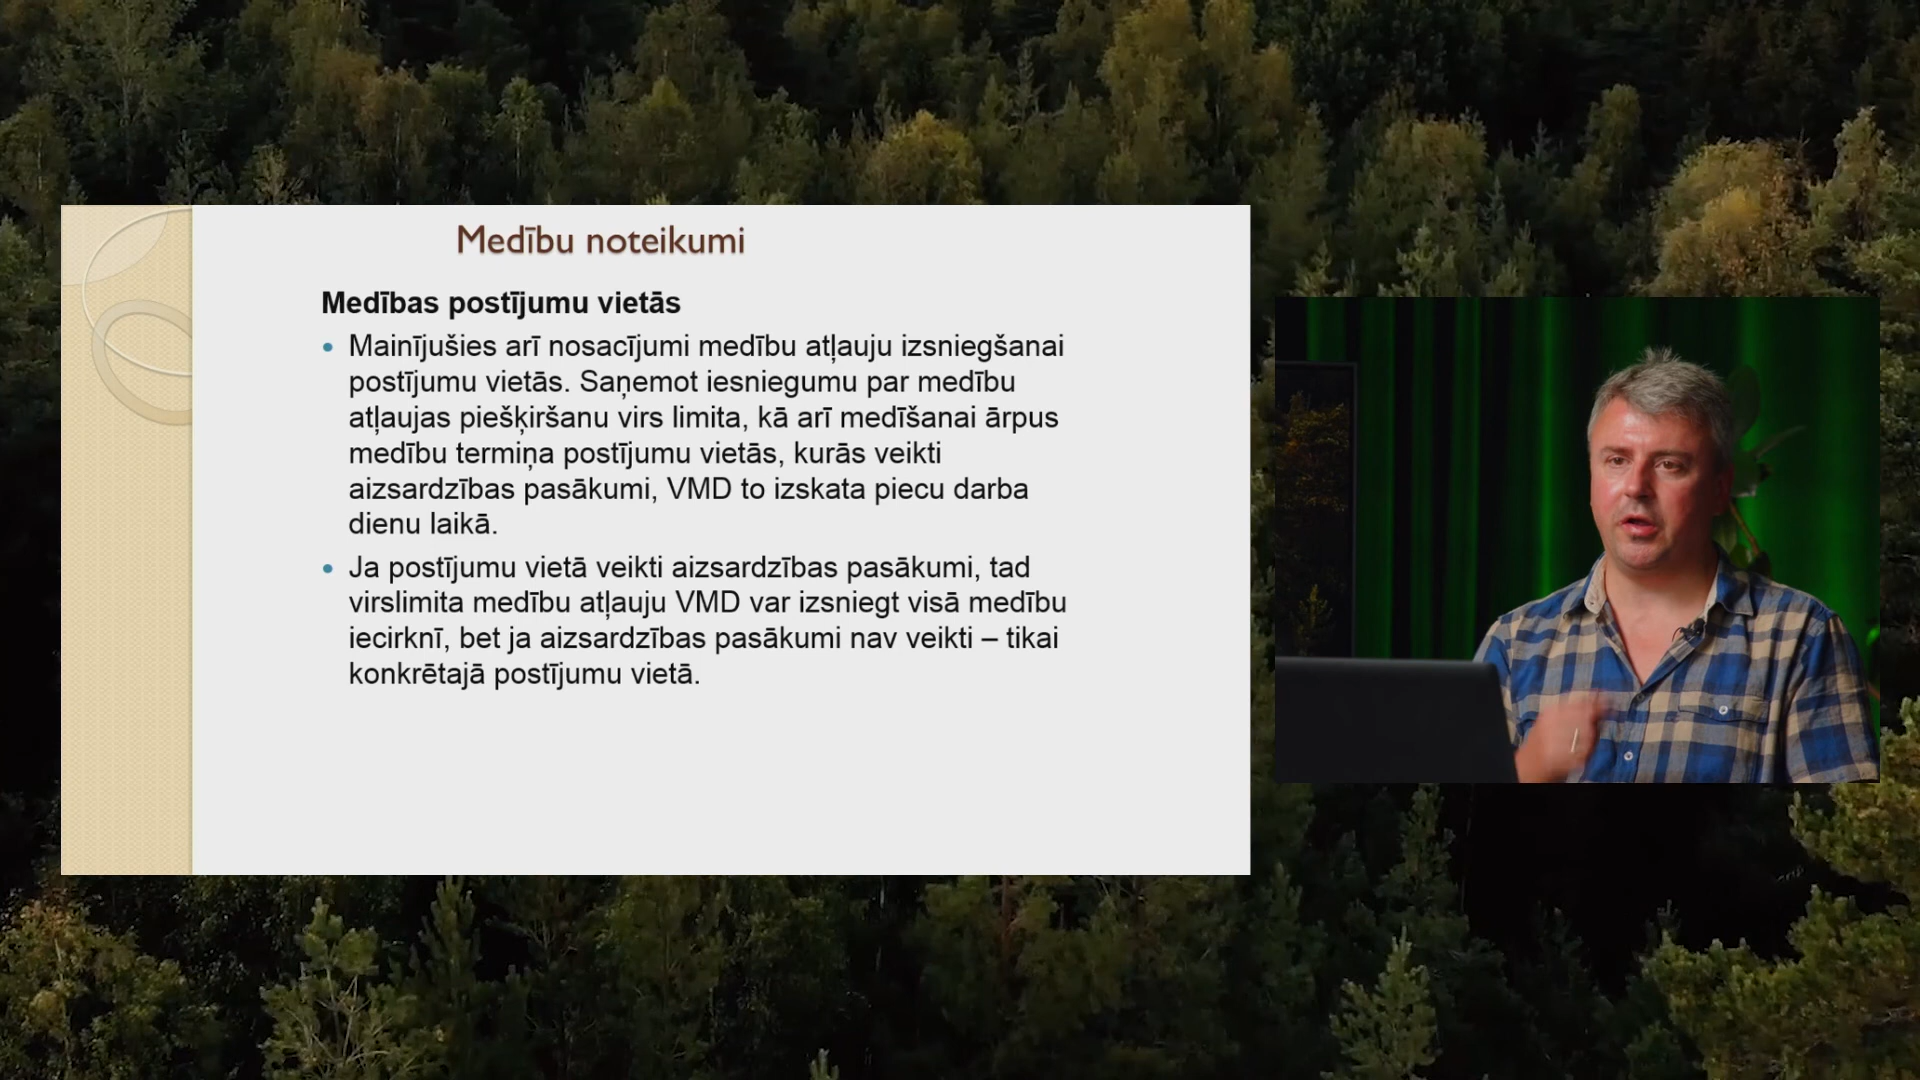 Medību noteikumi
Medības postījumu vietās
Mainījušies arī nosacījumi medību atļauju izsniegšanai
postījumu vietās. Saņemot iesniegumu par medību
atļaujas piešķiršanu virs limita, kā arī medīšanai ārpus
medību termiņa postījumu vietās, kurās veikti
aizsardzības pasākumi, VMD to izskata piecu darba
dienu laikā.
Ja postījumu vietā veikti aizsardzības pasākumi, tad
virslimita medību atļauju VMD var izsniegt visā medību
iecirknī, bet ja aizsardzības pasākumi nav veikti – tikai
konkrētajā postījumu vietā.